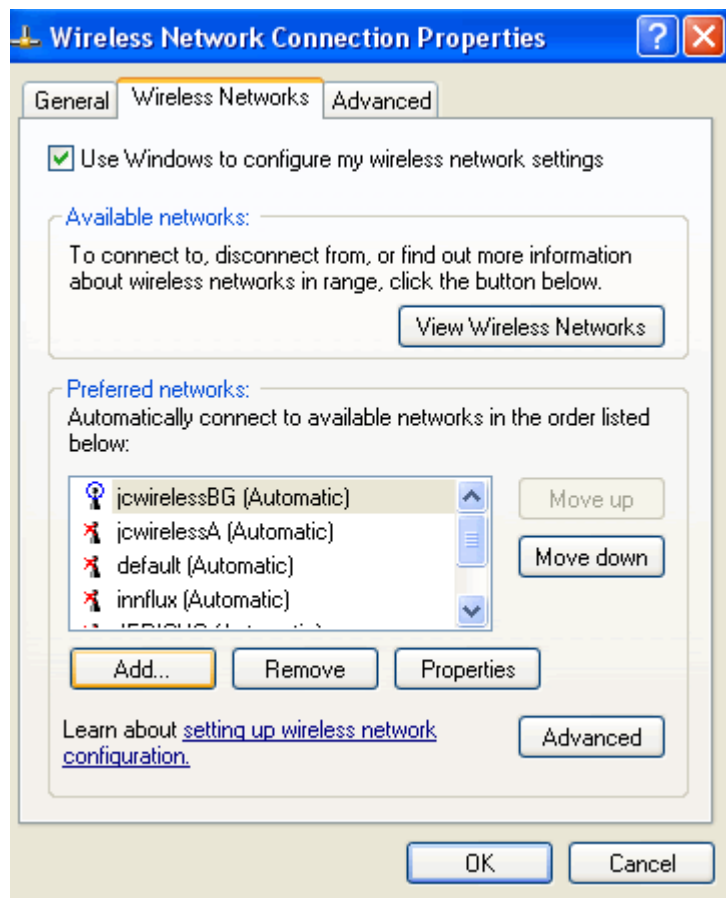 Wireless Network Connection Properties
General Wireless Networks Advanced
Use Windows to configure my wireless network settings
Available networks:
To connect to, disconnect from, or find out more information
about wireless networks in range, click the button below.
View Wireless Networks
Preferred networks:
Automatically connect to available networks in the order listed
below:
jcwirelessBG (Automatic)
jcwirelessA (Automatic)
default (Automatic)
innflux (Automatic)
Move up
Move down
Add... Remove Properties
Learn about setting up wireless network
configuration.
Advanced
OK Cancel